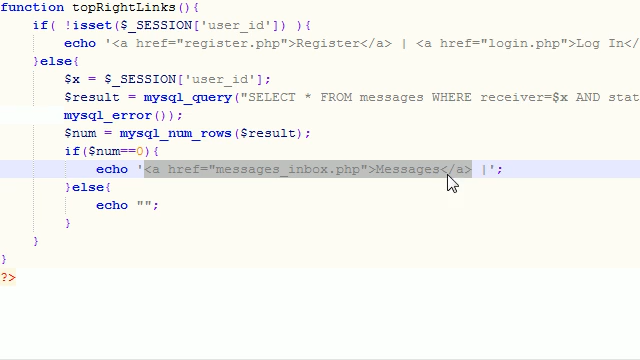 function topRightLinks(){
if( !isset($_SESSION['user_id']) ){
echo '<a href="register.php">Register</a> | <a href="login.php">Log In</
}else{
$x = $_SESSION['user_id'];
$result = mysql_query("SELECT * FROM messages WHERE receiver=$x AND stat
mysql_error());
$num = mysql_num_rows($result);
if($num==0){
echo '<a href="messages_inbox.php">Messages</a> |';
}else{
echo "";
}
}
}
?>